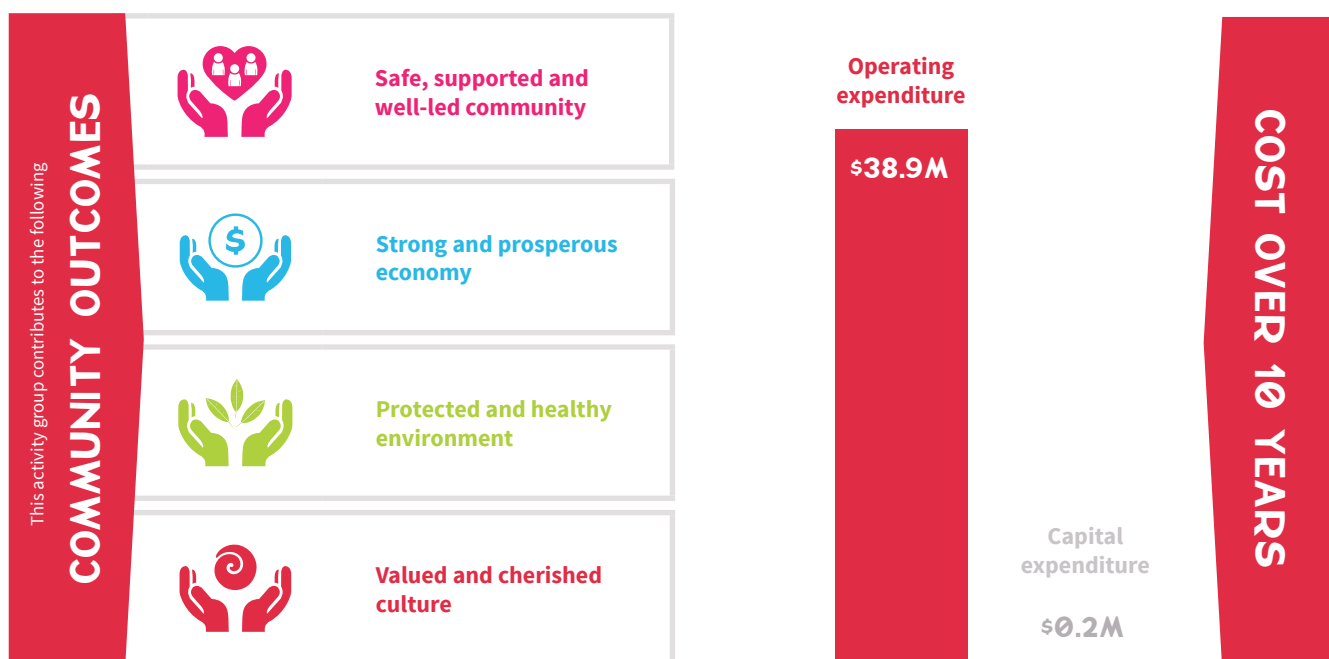 This activity group contributes to the following
COMMUNITY OUTCOMES
Safe, supported and
well-led community
$
Strong and prosperous
economy
Protected and healthy
environment
Valued and cherished
culture
Operating
expenditure
$38.9M
Capital
expenditure
$0.2M
COST OVER 10 YEARS